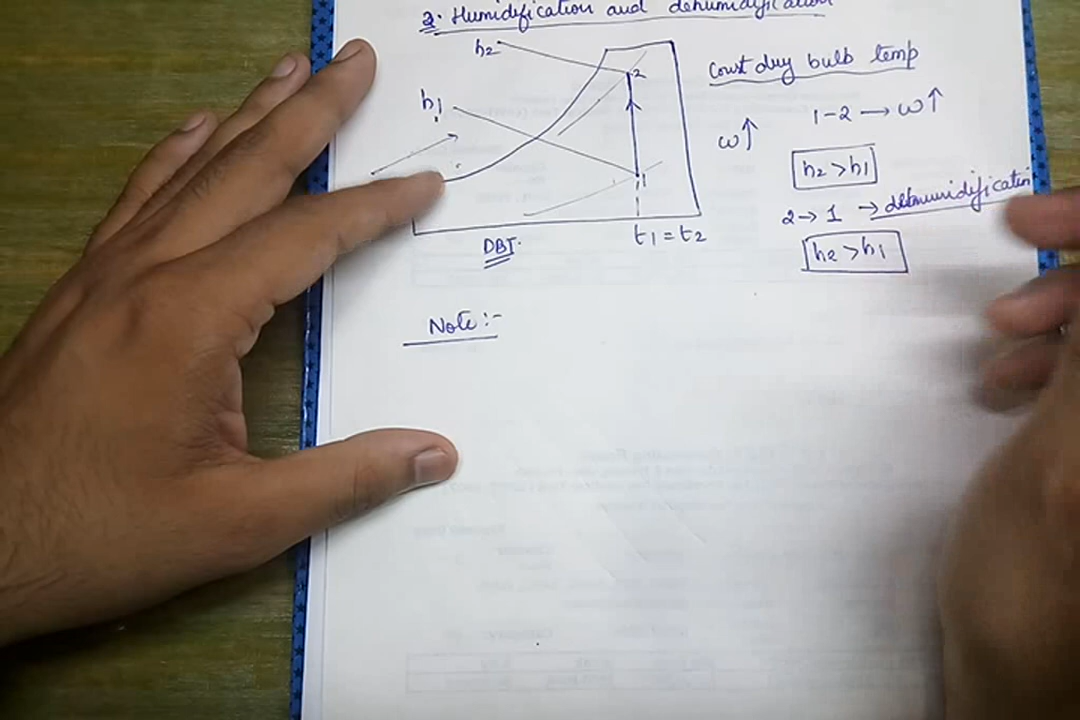 2. Humidification and dehumidification
h2
2
Const dry bulb temp
h1
1-2 → ω↑
ω↑
h2 > h1
1
2 → 1 → dehumidification
DBT.
t1 = t2
h2 > h1
Note :-